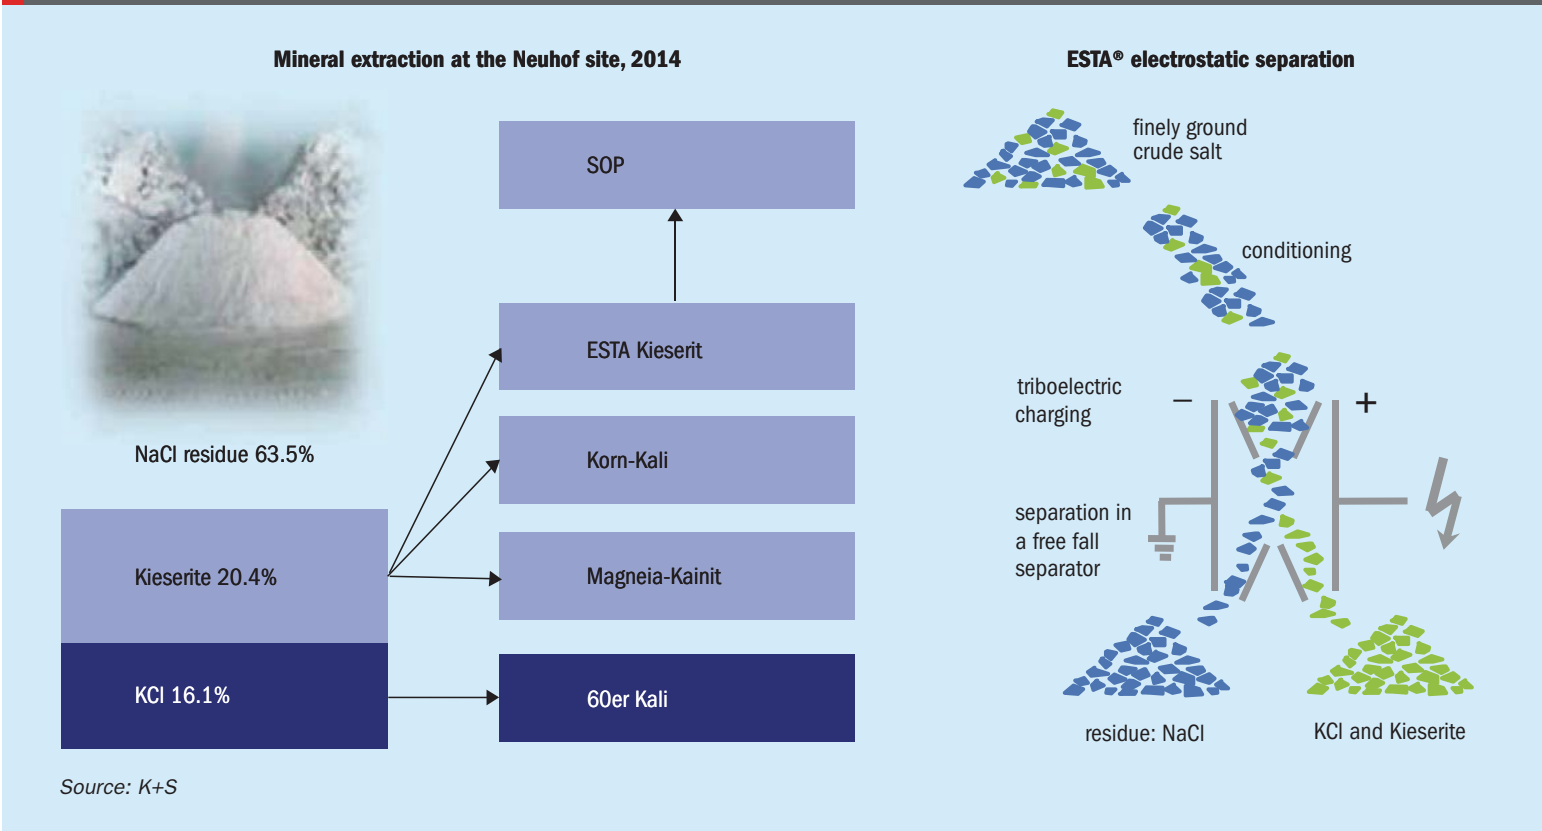 Mineral extraction at the Neuhof site, 2014
SOP
ESTA Kieserit
Korn-Kali
Magneia-Kainit
60er Kali
NaCl residue 63.5%
Kieserite 20.4%
KCl 16.1%
Source: K+S
ESTA® electrostatic separation
finely ground
crude salt
conditioning
triboelectric
charging
–
+
separation in
a free fall
separator
residue: NaCl
KCl and Kieserite